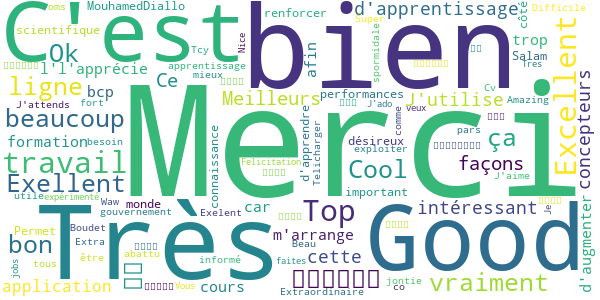 oms MouhamedDiallo
C'est
bien
renforcer
d'apprentissage
côté
Super
Difficile
scientifique
Ok
Tcy
Nice
afin
trop
Salam
Tres
Excellent
l'l'apprécie
apprentissage
mieux
spormidale
ligne
Ce
Meilleurs
performances
J'utilise
Cv
Amazing
concepteurs
J'attends
fort
bcp
J'ado
comme
veux
beaucoup
Merci
formation
besoin
connaissance
d'apprendre
Telicharger
désireux
exploiter
pars
ça
travail
Felicitation
Cool
façons
J'aime
Exellent
utile
experimente
important
d'augmenter
Très
Waw
monde
gouvernement
Exelent
car
Top
Good
intéressant
Je
bon
Boudet
Permet
Extra
abattu
m'arrange
Beau
cette
être
tous
informé
faites
jobs
application
Vous
cours
Extraordinaire
jontie
co
vraiment